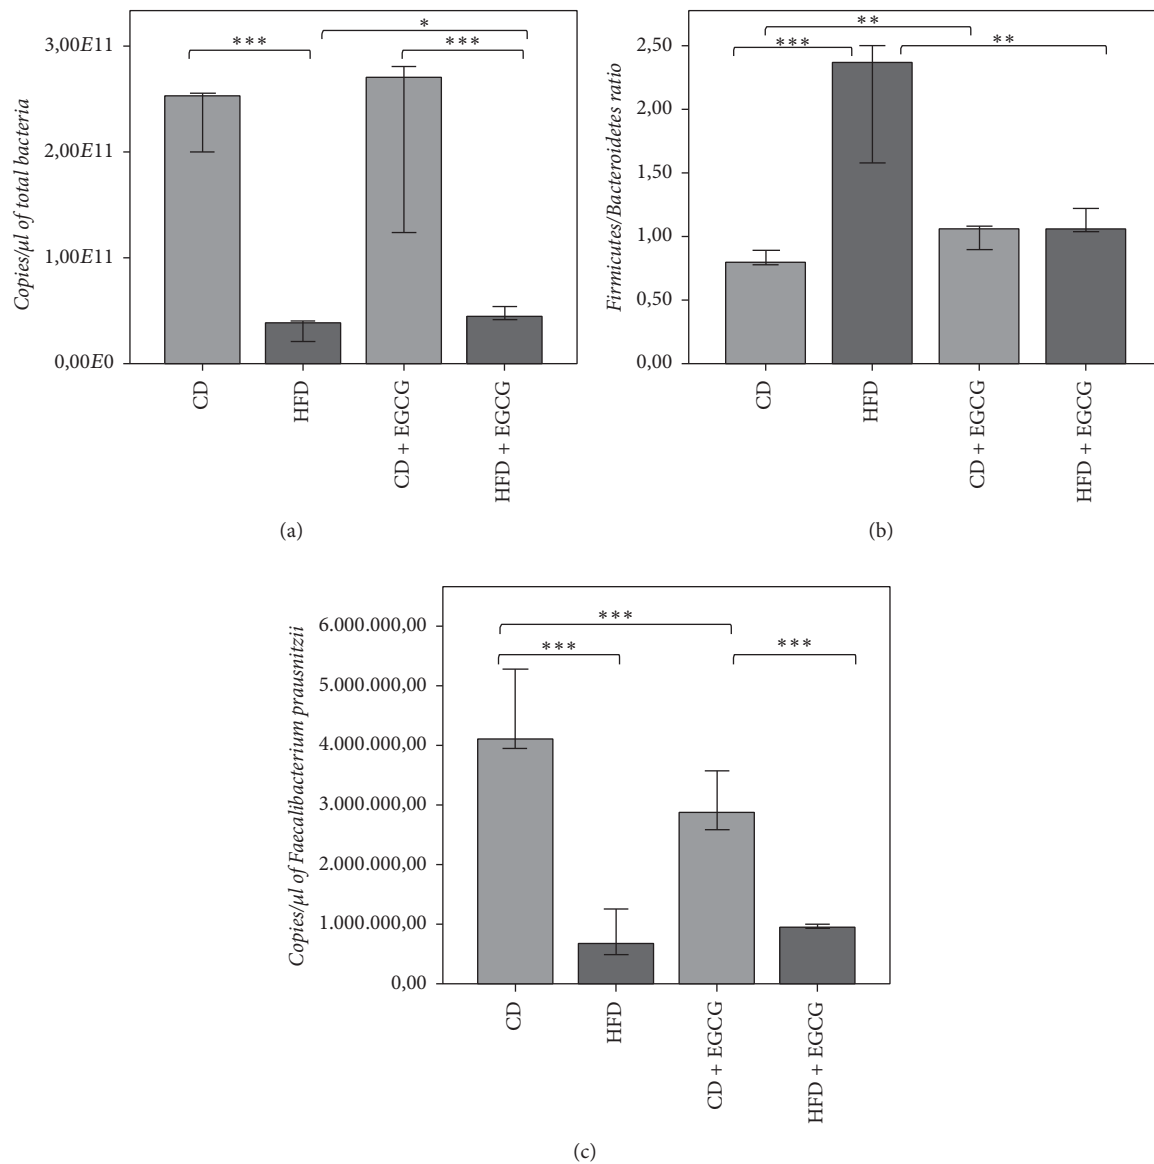 Copies/μl of total bacteria
3,00E11
2,00E11
1,00E11
0,00E0
***
*
***
CD
HFD
CD + EGCG
HFD + EGCG
(a)
Firmicutes/Bacteroidetes ratio
2,50
2,00
1,50
1,00
0,50
0,00
**
***
**
CD
HFD
CD + EGCG
HFD + EGCG
(b)
Copies/μl of Faecalibacterium prausnitzii
6.000.000,00
5.000.000,00
4.000.000,00
3.000.000,00
2.000.000,00
1.000.000,00
0,00
***
***
***
CD
HFD
CD + EGCG
HFD + EGCG
(c)